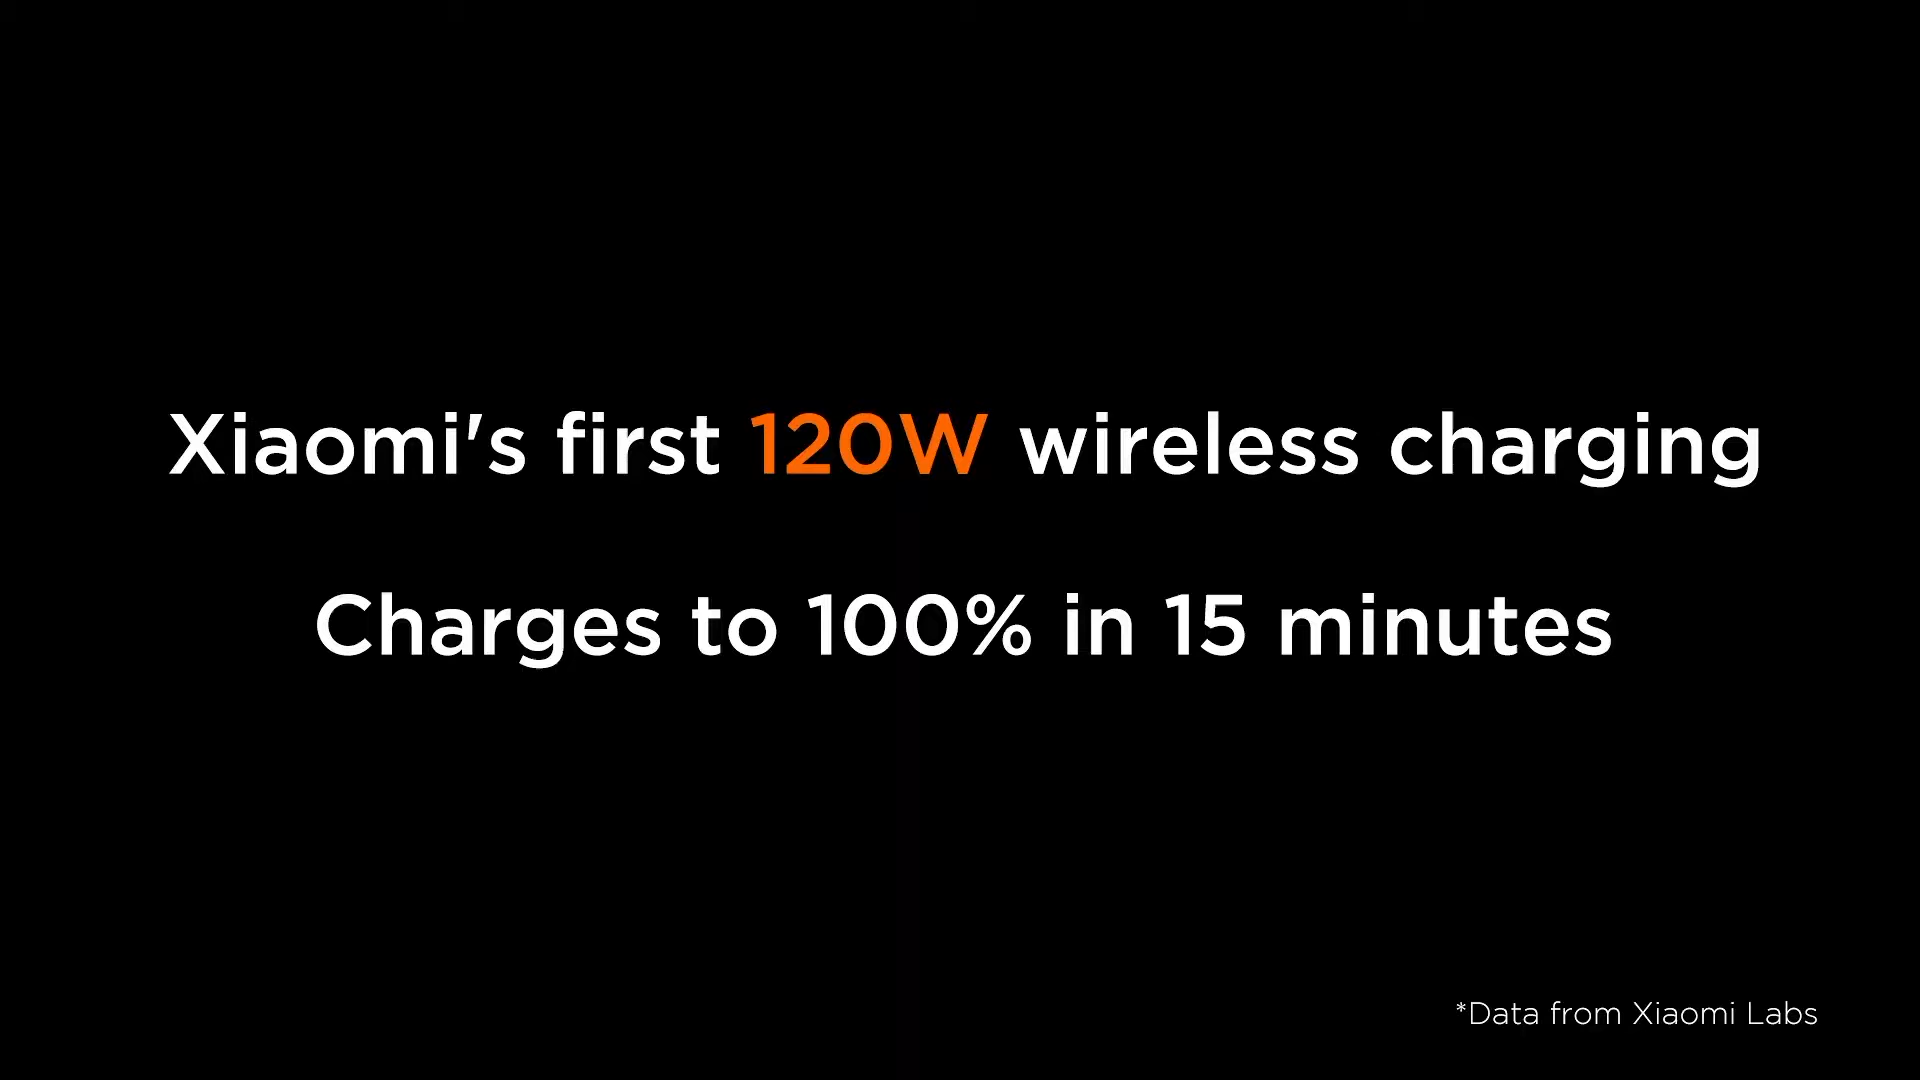 Xiaomi's first 120W wireless charging
Charges to 100% in 15 minutes
*Data from Xiaomi Labs